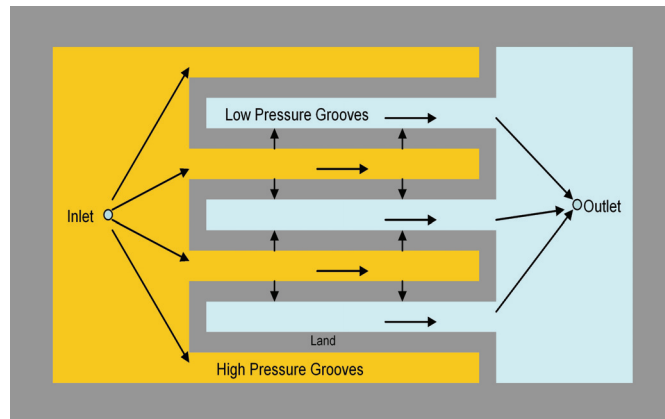 Low Pressure Grooves
Inlet
Outlet
Land
High Pressure Grooves